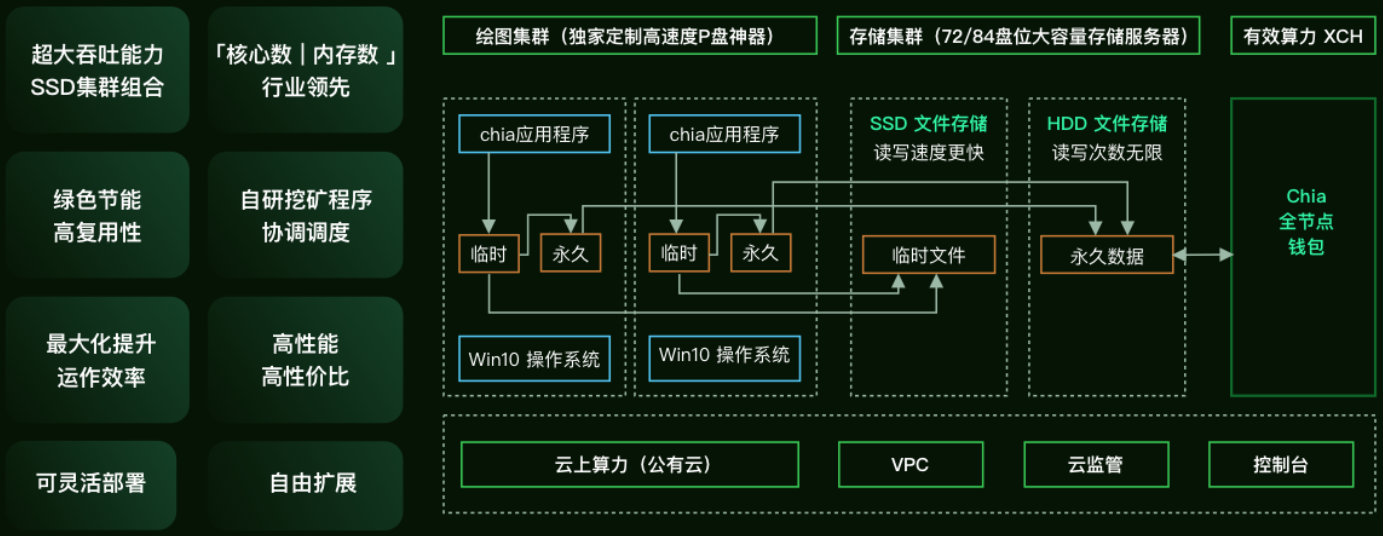 超大吞吐能力
SSD集群组合
「核心数 | 内存数 」
行业领先
绿色节能
高复用性
自研挖矿程序
协调调度
最大化提升
运作效率
高性能
高性价比
可灵活部署
自由扩展
绘图集群（独家定制高速度P盘神器）
存储集群（72/84盘位大容量存储服务器）
有效算力 XCH
chia应用程序
临时
永久
Win10 操作系统
chia应用程序
临时
永久
Win10 操作系统
SSD 文件存储
读写速度更快
临时文件
HDD 文件存储
读写次数无限
永久数据
Chia
全节点
钱包
云上算力（公有云）
VPC
云监管
控制台